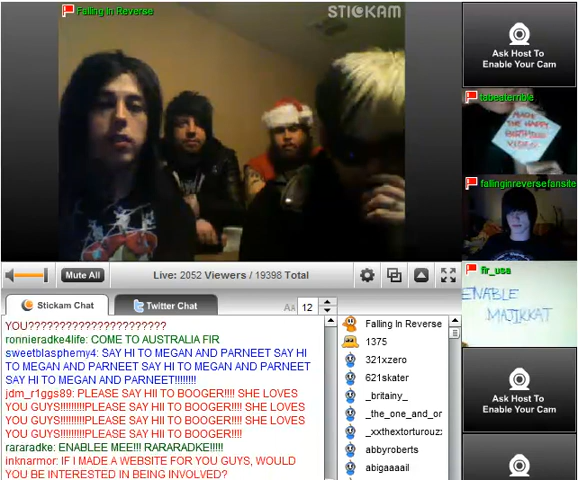 Falling In Reverse
STICKAM
Ask Host To
Enable Your Cam
tabeaterrible
MADE
THE HAPPY
BIRTHDAY
VIDEO
fallinginreversefansite
fir_usa
ENABLE
MAJIKKAT
Ask Host To
Enable Your Cam
Mute All
Live: 2052 Viewers / 19398 Total
Stickam Chat
Twitter Chat
AA 12
YOU??????????????????????
ronnieradke4life: COME TO AUSTRALIA FIR
sweetblasphemy4: SAY HI TO MEGAN AND PARNEET SAY HI
TO MEGAN AND PARNEET SAY HI TO MEGAN AND PARNEET
SAY HI TO MEGAN AND PARNEET!!!!!!!!
jdm_r1ggs89: PLEASE SAY HII TO BOOGER!!!! SHE LOVES
YOU GUYS!!!!!!!!!PLEASE SAY HII TO BOOGER!!!! SHE LOVES
YOU GUYS!!!!!!!!!PLEASE SAY HII TO BOOGER!!!! SHE LOVES
YOU GUYS!!!!!!!!!PLEASE SAY HII TO BOOGER!!!!
rararadke: ENABLEE MEE!!! RARARADKE!!!!!
inknarmor: IF I MADE A WEBSITE FOR YOU GUYS, WOULD
YOU BE INTERESTED IN BEING INVOLVED?
Falling In Reverse
1375
321xzero
621skater
_britainy_
_the_one_and_or
_xxthextorturouz:
abbyroberts
abigaaaail